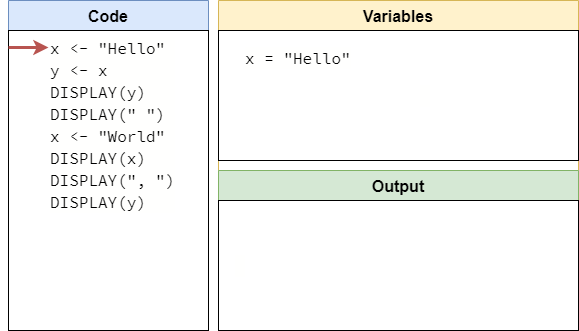 Code
x <- "Hello"
y <- x
DISPLAY(y)
DISPLAY(" ")
x <- "World"
DISPLAY(x)
DISPLAY(", ")
DISPLAY(y)
Variables
x = "Hello"
Output